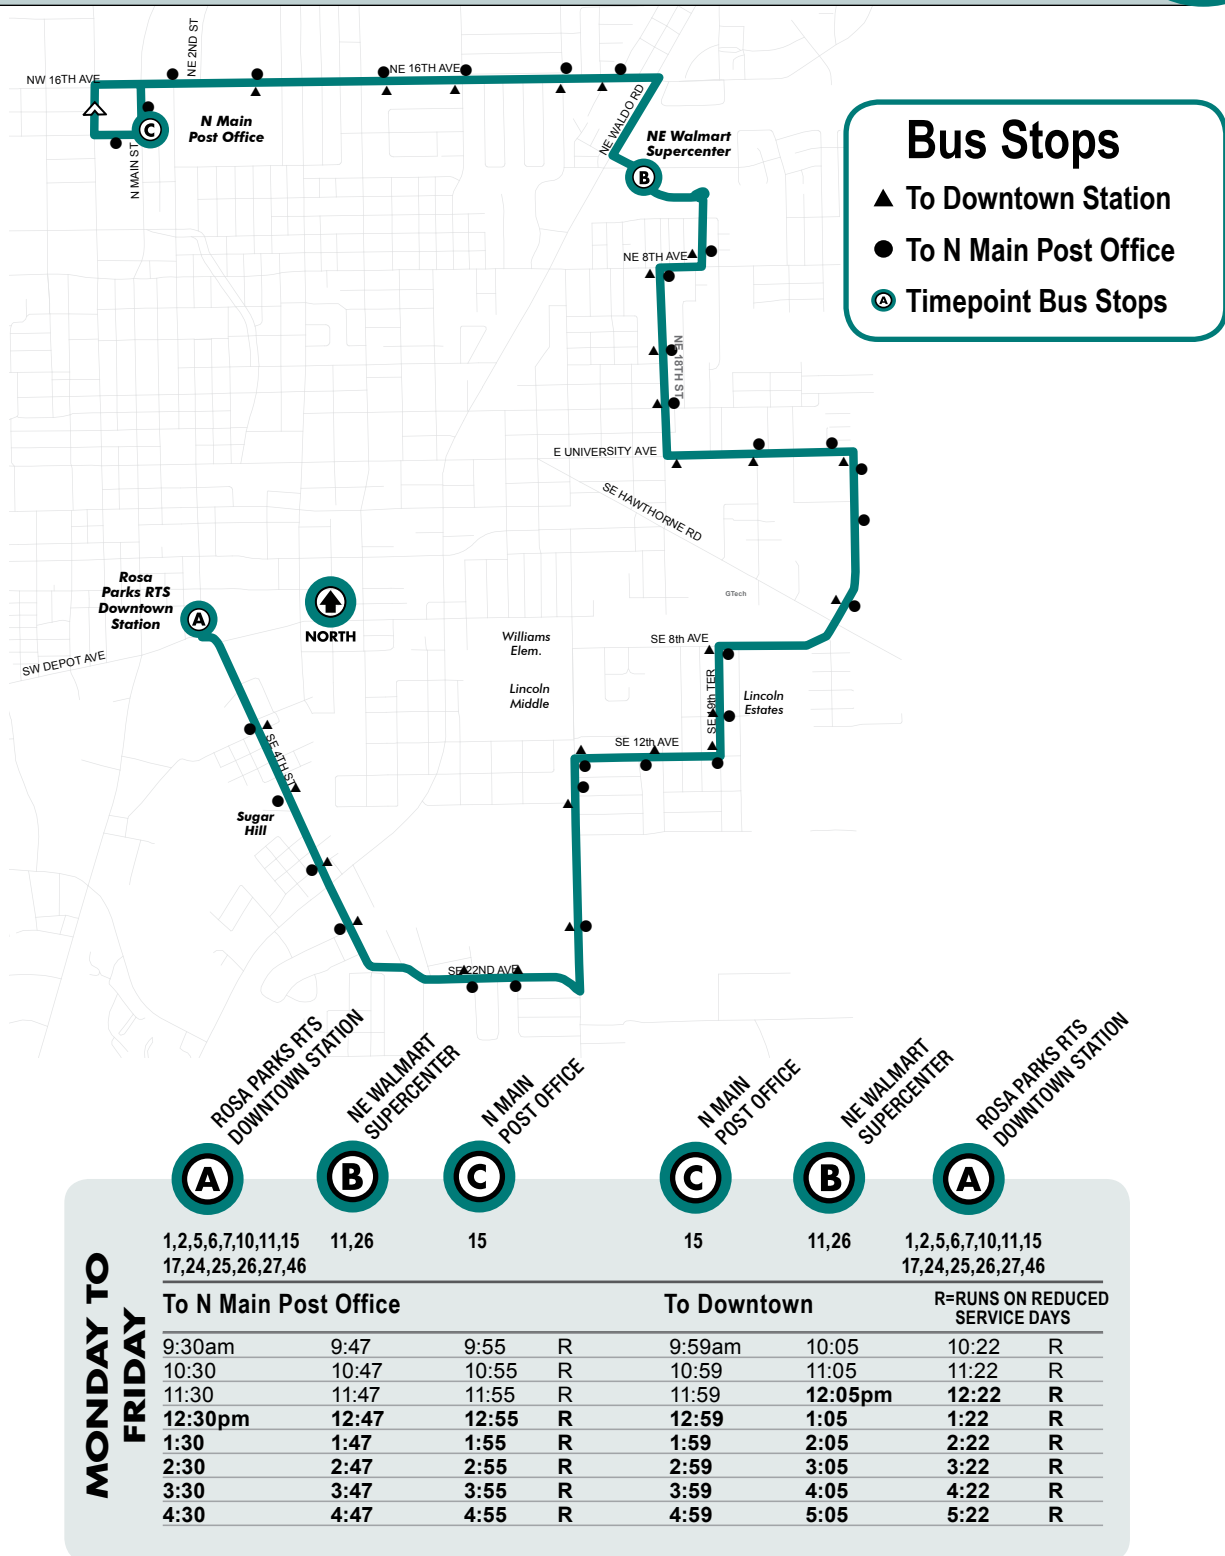 NE 2ND ST
NW 16TH AVE
NE 16TH AVE
N Main
Post Office
C
N MAIN ST
NE WALDO RD
NE Walmart
Supercenter
B
Bus Stops
To Downtown Station
To N Main Post Office
A Timepoint Bus Stops
NE 8TH AVE
NE 18TH ST
E UNIVERSITY AVE
SE HAWTHORNE RD
Rosa
Parks RTS
Downtown
Station
A
NORTH
GTech
Williams
Elem.
SE 8th AVE
SW DEPOT AVE
Lincoln
Middle
SE 19th TER
Lincoln
Estates
SE 4TH ST
SE 12th AVE
Sugar
Hill
SE 22ND AVE
ROSA PARKS RTS
DOWNTOWN STATION
NE WALMART
SUPERCENTER
N MAIN
POST OFFICE
N MAIN
POST OFFICE
NE WALMART
SUPERCENTER
ROSA PARKS RTS
DOWNTOWN STATION
A B C C B A
1,2,5,6,7,10,11,15 11,26 15 15 11,26 1,2,5,6,7,10,11,15
17,24,25,26,27,46 17,24,25,26,27,46
MONDAY TO
FRIDAY
To N Main Post Office To Downtown R=RUNS ON REDUCED
SERVICE DAYS
9:30am 9:47 9:55 R 9:59am 10:05 10:22 R
10:30 10:47 10:55 R 10:59 11:05 11:22 R
11:30 11:47 11:55 R 11:59 12:05pm 12:22 R
12:30pm 12:47 12:55 R 12:59 1:05 1:22 R
1:30 1:47 1:55 R 1:59 2:05 2:22 R
2:30 2:47 2:55 R 2:59 3:05 3:22 R
3:30 3:47 3:55 R 3:59 4:05 4:22 R
4:30 4:47 4:55 R 4:59 5:05 5:22 R